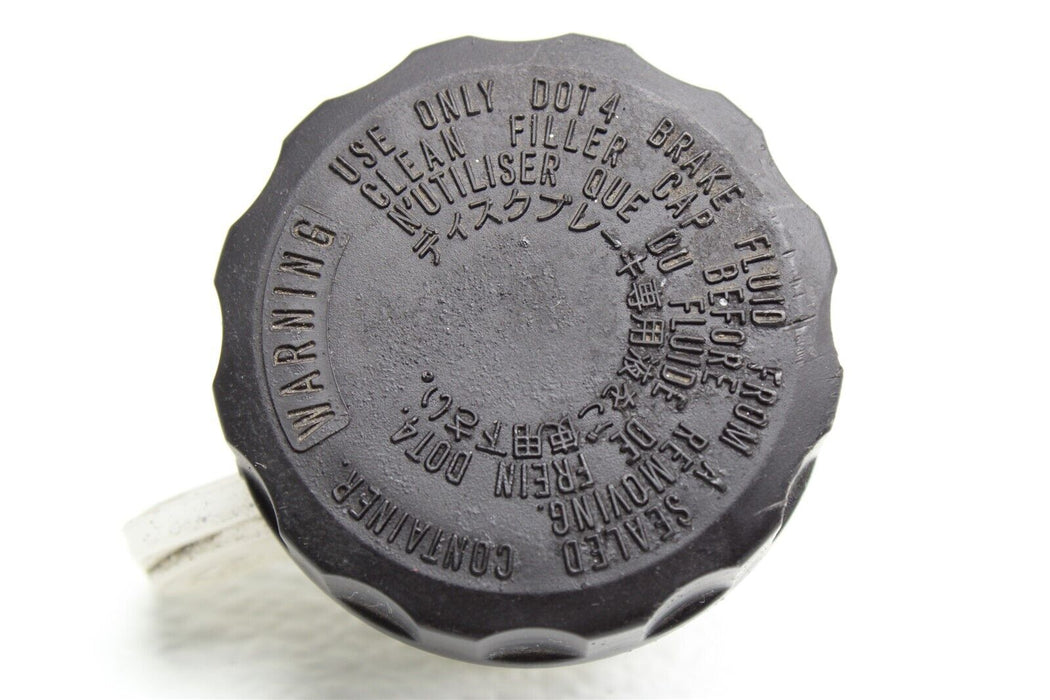 WARNING
USE ONLY DOT4 BRAKE FLUID FROM A SEALED CONTAINER.
CLEAN FILLER CAP BEFORE REMOVING.
N'UTILISER QUE DU FLUIDE DE FREIN DOT4.
ディスクブレーキ専用液をご使用下さい。